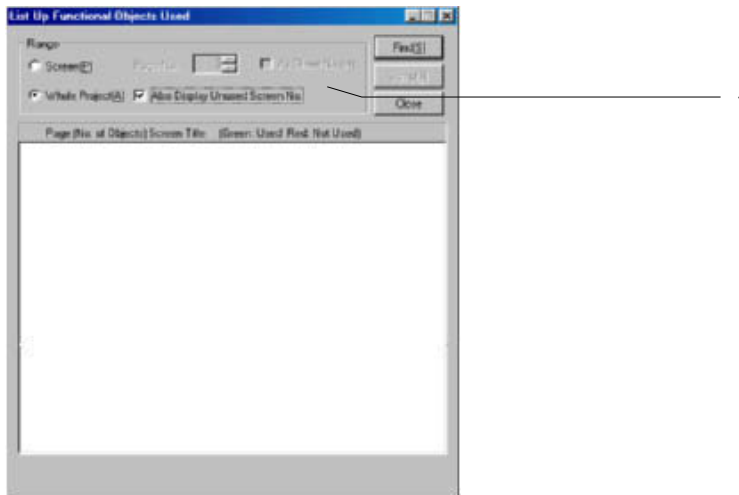 List Up Functional Objects Used
Range
Screen(P)
Find(S)
Whole Project(A) Also Display Unused Screen No.
Close
Page (No. of Objects) Screen Title (Green: Used Red: Not Used)